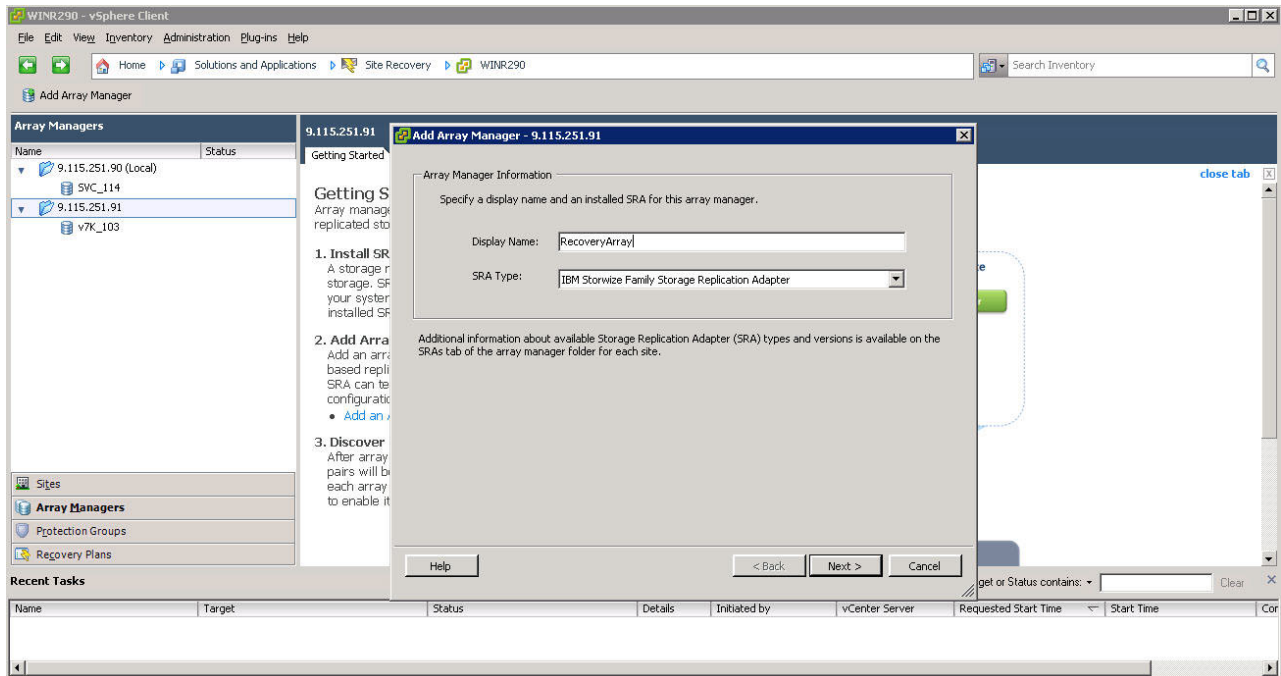 WINR290 - vSphere Client
File Edit View Inventory Administration Plug-ins Help
Home Solutions and Applications Site Recovery WINR290
Search Inventory
Add Array Manager
Array Managers
Name Status
9.115.251.90 (Local)
SVC_114
9.115.251.91
v7K_103
Sites
Array Managers
Protection Groups
Recovery Plans
9.115.251.91
Getting Started
close tab
Getting S
Array manage
replicated sto
1. Install SR
A storage r
storage. SR
your system
installed SR
2. Add Arra
Add an arra
based repli
SRA can te
configuratio
Add an A
3. Discover
After array
pairs will b
each array
to enable it
Add Array Manager - 9.115.251.91
Array Manager Information
Specify a display name and an installed SRA for this array manager.
Display Name: RecoveryArray
SRA Type: IBM Storwize Family Storage Replication Adapter
Additional information about available Storage Replication Adapter (SRA) types and versions is available on the
SRAs tab of the array manager folder for each site.
Help < Back Next > Cancel
Recent Tasks
get or Status contains: Clear
Name Target Status Details Initiated by vCenter Server Requested Start Time Start Time Cor